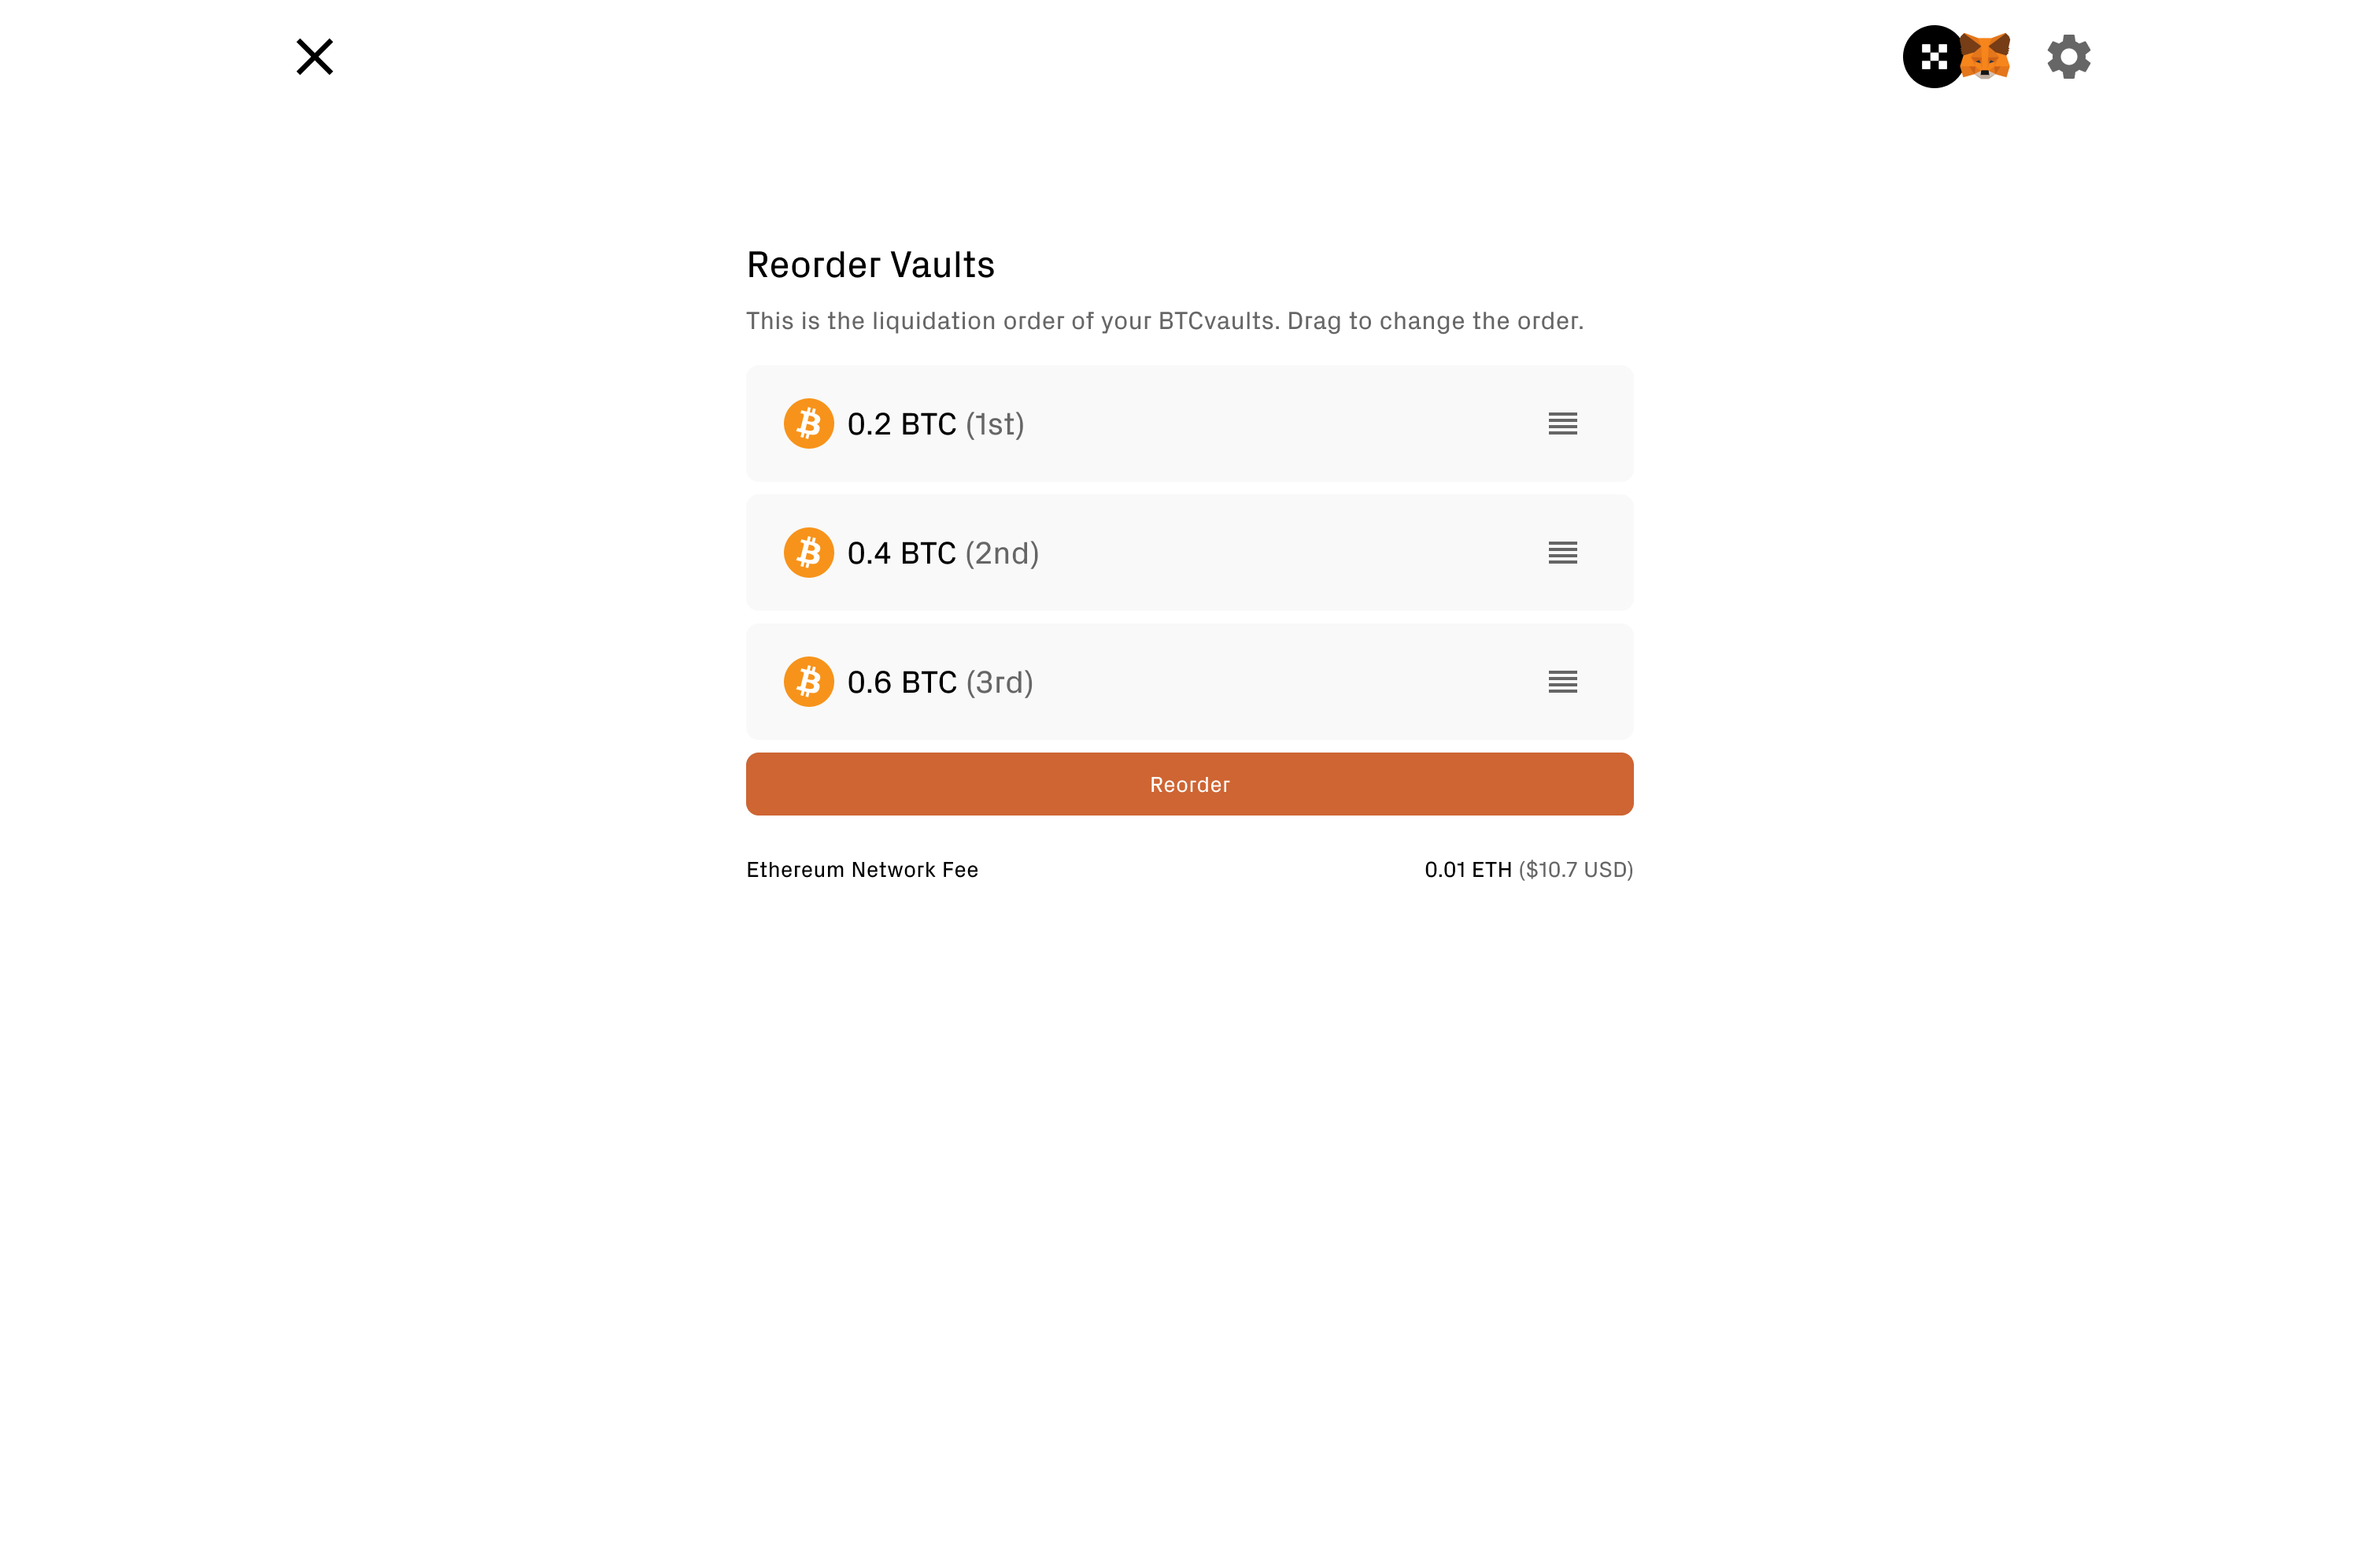 Reorder Vaults
This is the liquidation order of your BTCvaults. Drag to change the order.
0.2 BTC (1st)
0.4 BTC (2nd)
0.6 BTC (3rd)
Reorder
Ethereum Network Fee 0.01 ETH ($10.7 USD)